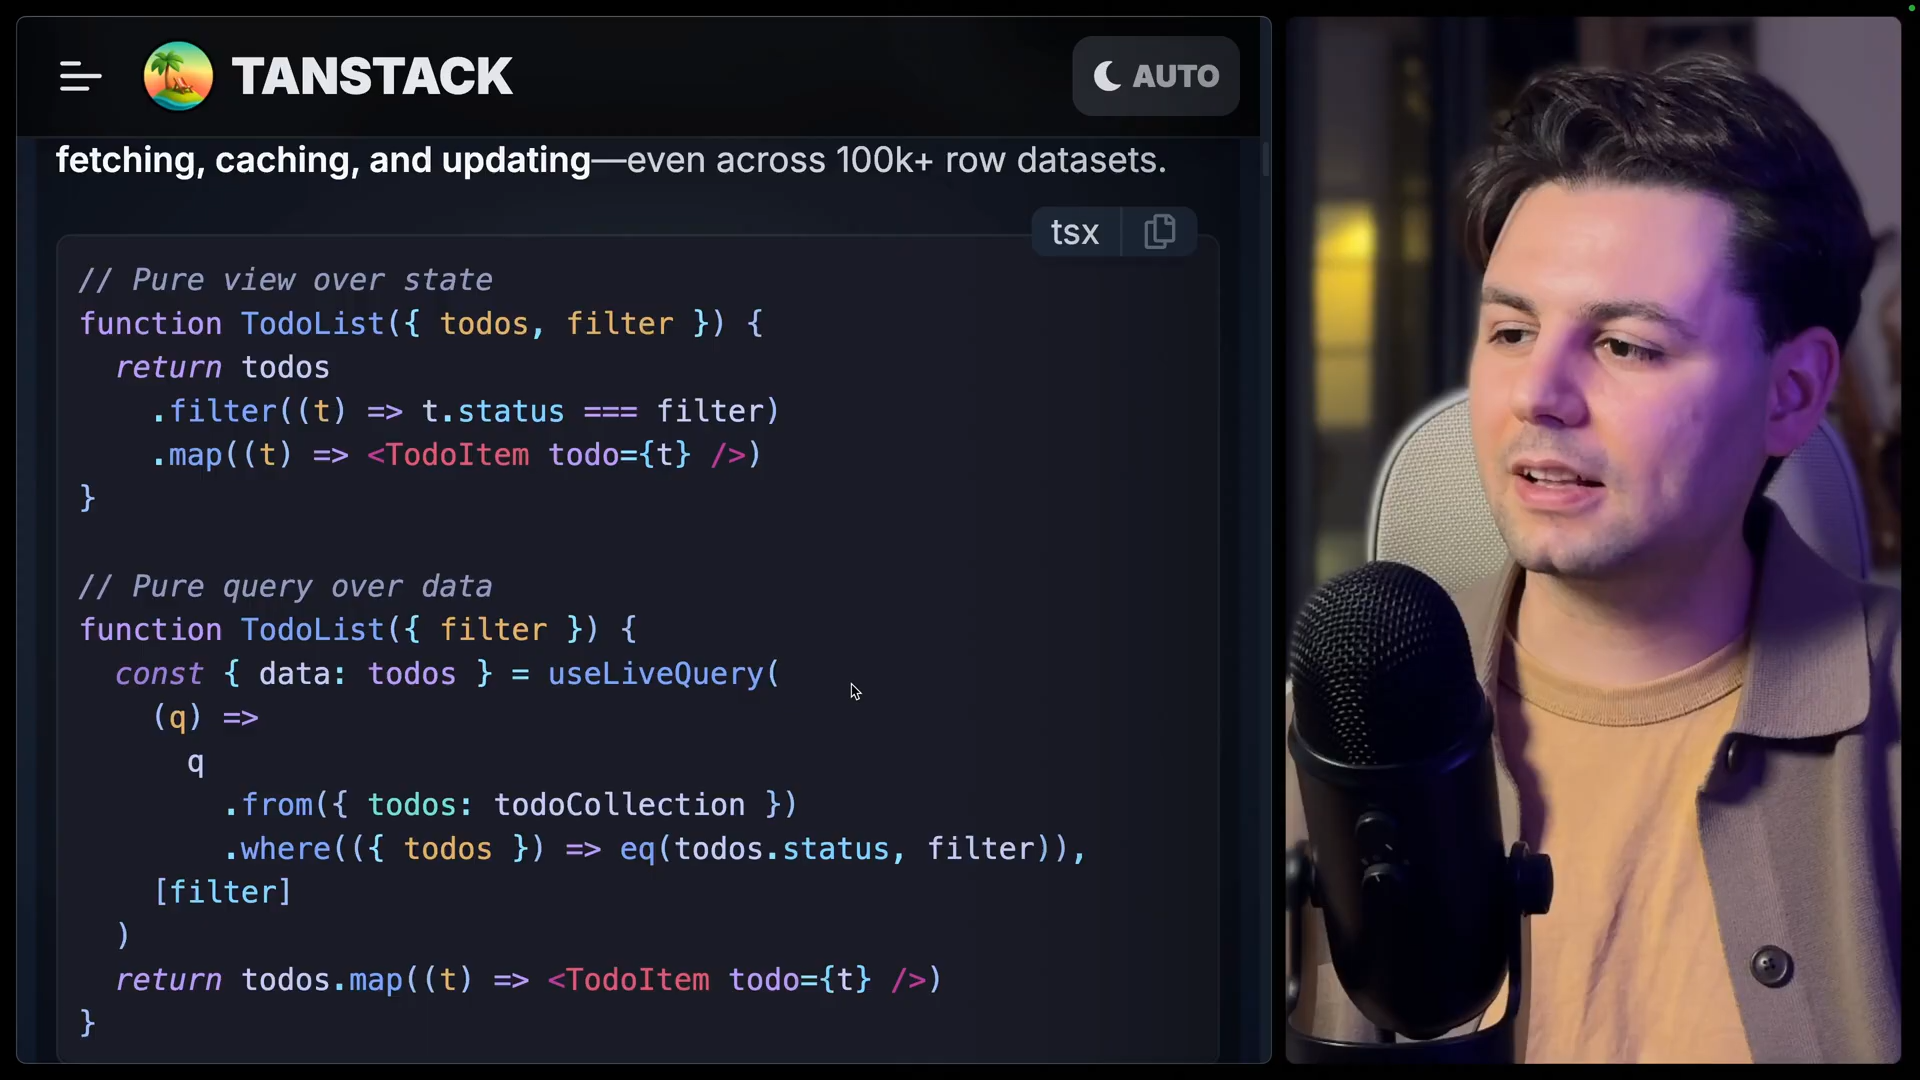 TANSTACK
AUTO
fetching, caching, and updating—even across 100k+ row datasets.
tsx
// Pure view over state
function TodoList({ todos, filter }) {
  return todos
    .filter((t) => t.status === filter)
    .map((t) => <TodoItem todo={t} />)
}

// Pure query over data
function TodoList({ filter }) {
  const { data: todos } = useLiveQuery(
    (q) =>
      q
        .from({ todos: todoCollection })
        .where(({ todos }) => eq(todos.status, filter)),
    [filter]
  )
  return todos.map((t) => <TodoItem todo={t} />)
}